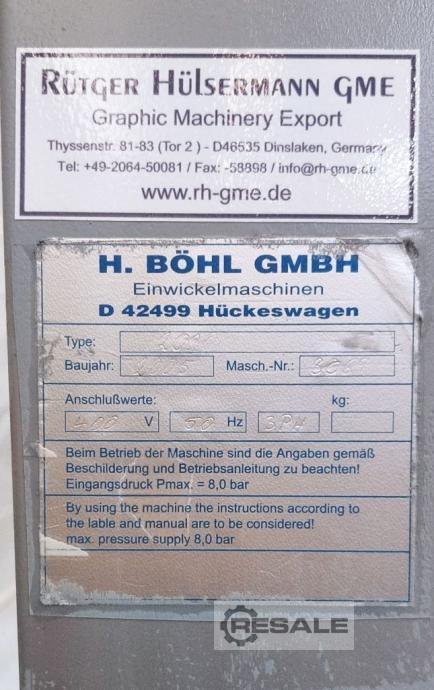 RÜTGER HÜLSERMANN GME
Graphic Machinery Export
Thyssenstr. 81-83 (Tor 2 ) - D46535 Dinslaken, Germany
Tel: +49-2064-50081 / Fax: -58898 / info@rh-gme.de
www.rh-gme.de
H. BÖHL GMBH
Einwickelmaschinen
D 42499 Hückeswagen
Type:
Baujahr: Masch.-Nr.:
Anschlußwerte: kg:
400 V 50 Hz 3PH
Beim Betrieb der Maschine sind die Angaben gemäß
Beschilderung und Betriebsanleitung zu beachten!
Eingangsdruck Pmax. = 8,0 bar
By using the machine the instructions according to
the lable and manual are to be considered!
max. pressure supply 8,0 bar
RESALE